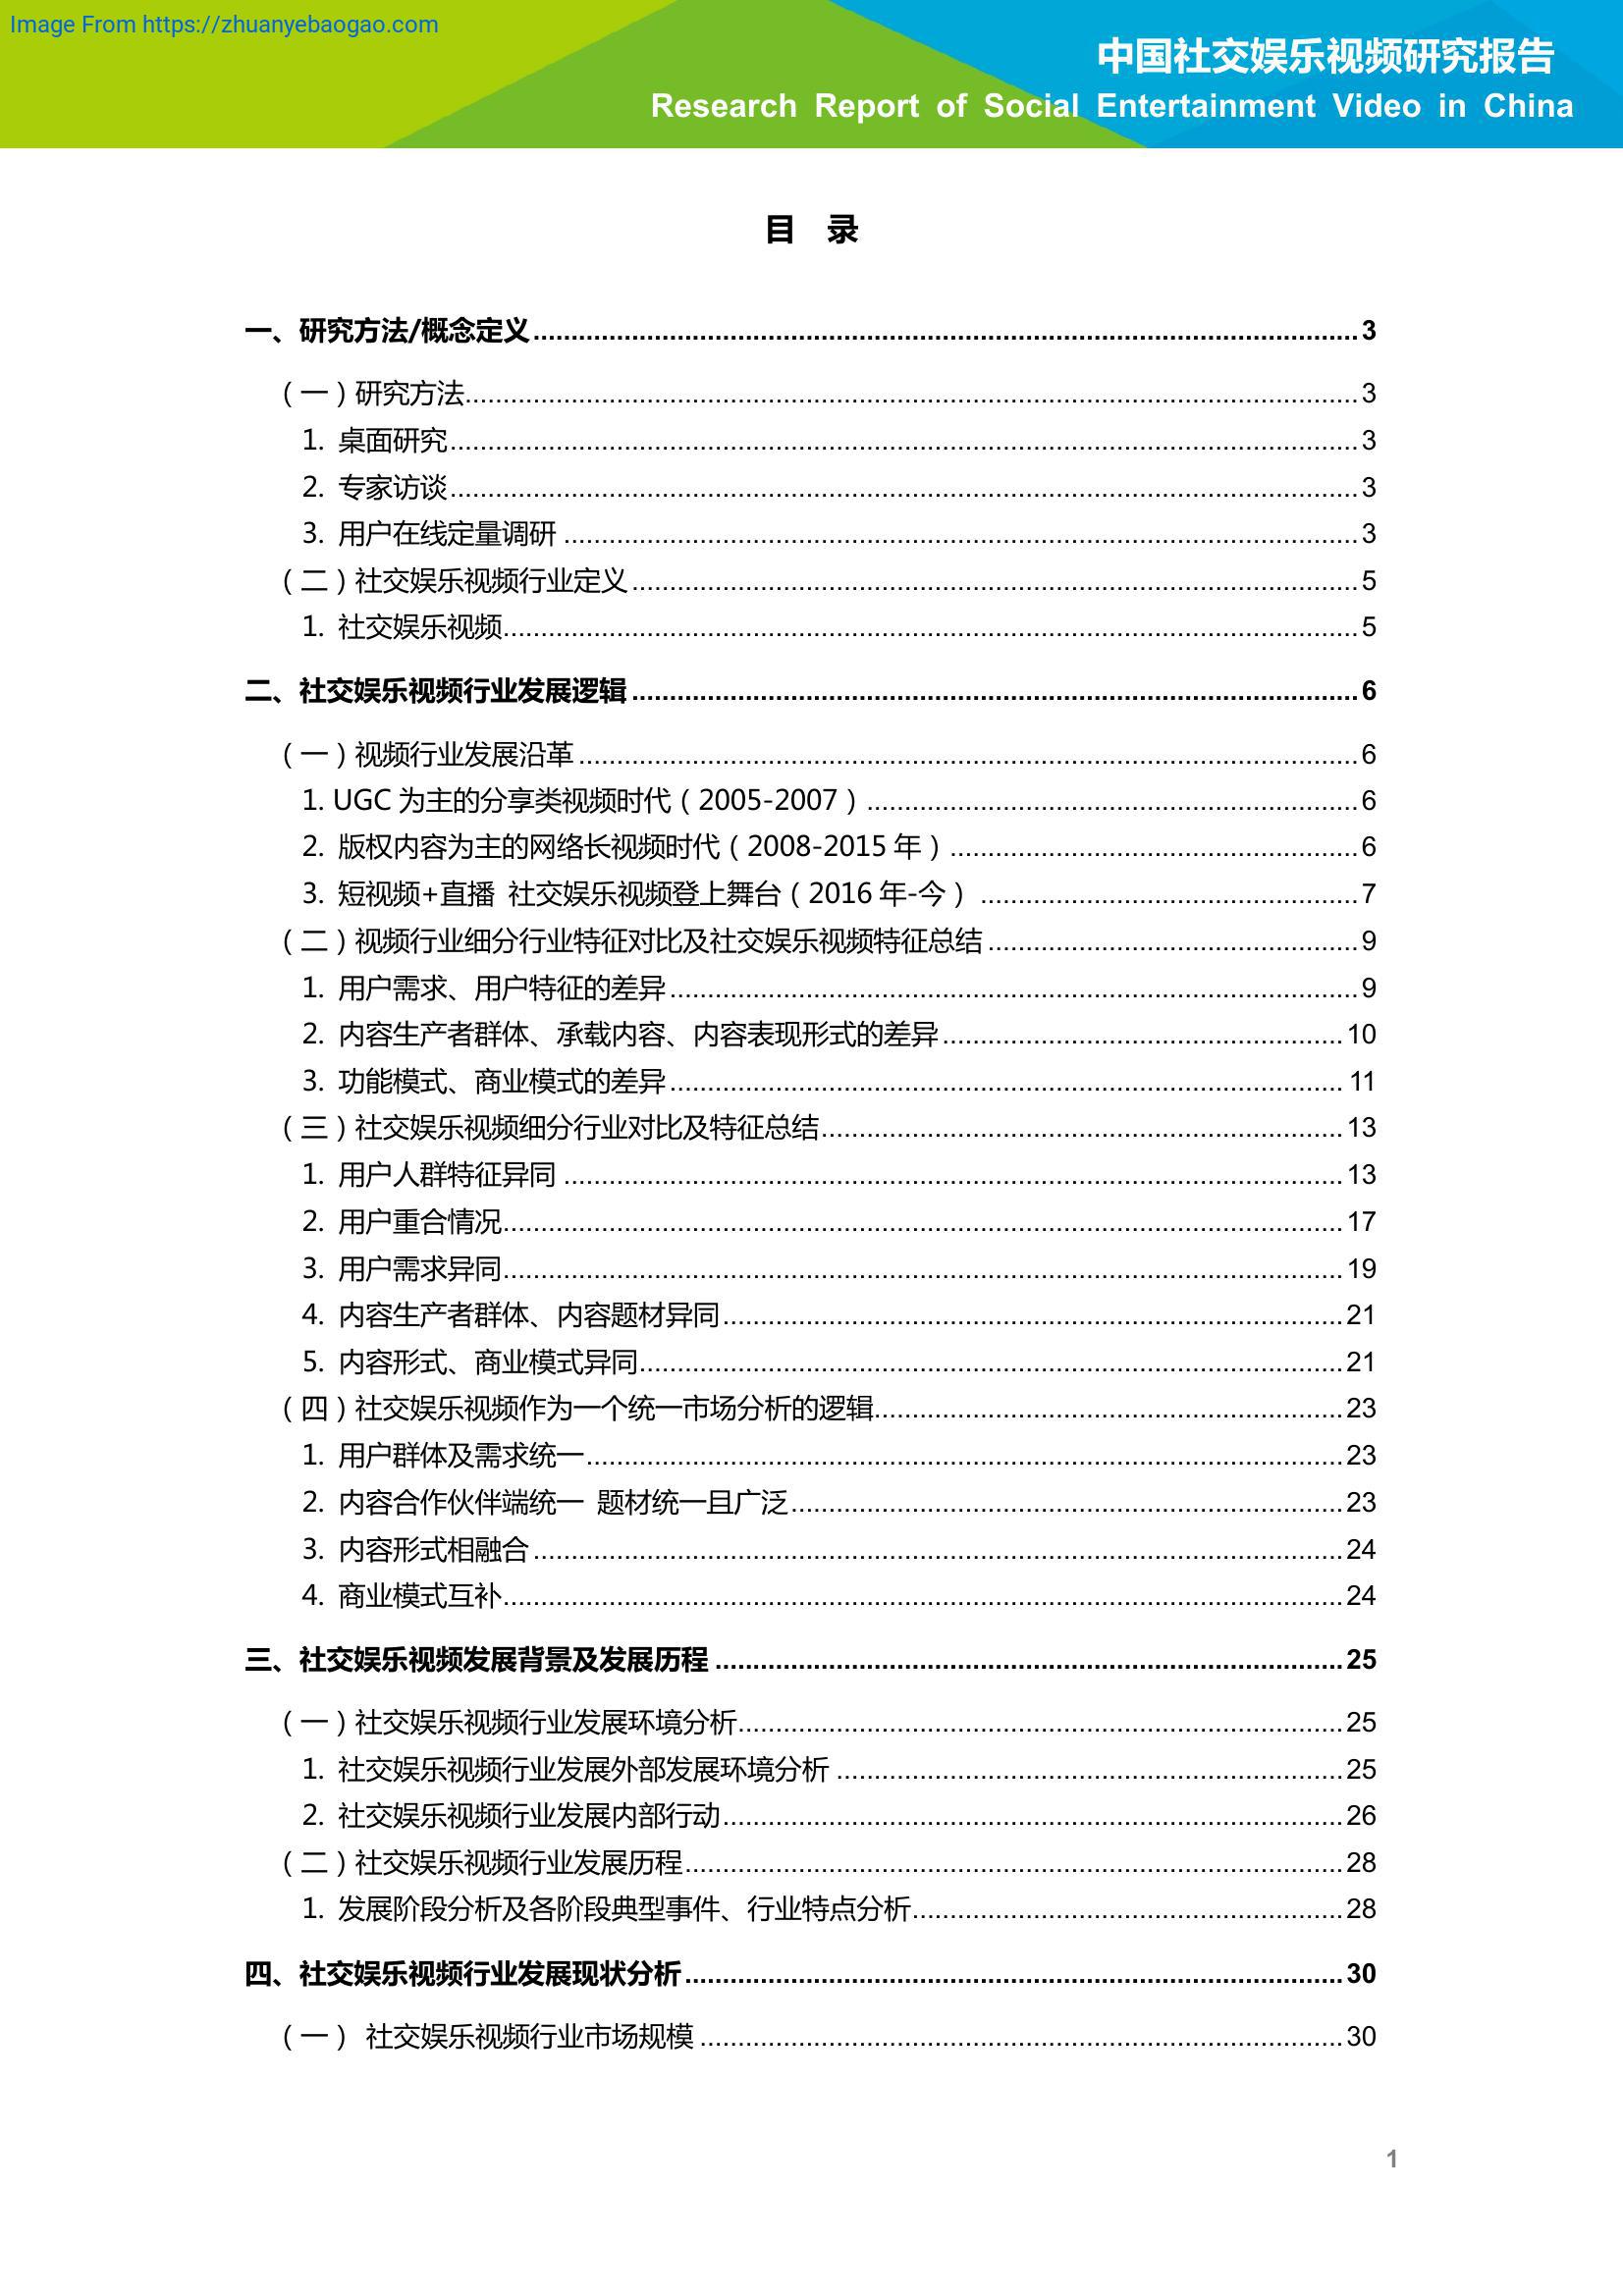 Image From https://zhuanyebaogao.com
中国社交娱乐视频研究报告
Research Report of Social Entertainment Video in China
目 录
一、研究方法/概念定义........................................3
（一）研究方法........................................3
1. 桌面研究........................................3
2. 专家访谈........................................3
3. 用户在线定量调研........................................3
（二）社交娱乐视频行业定义........................................5
1. 社交娱乐视频........................................5
二、社交娱乐视频行业发展逻辑........................................6
（一）视频行业发展沿革........................................6
1. UGC 为主的分享类视频时代（2005-2007）........................................6
2. 版权内容为主的网络长视频时代（2008-2015 年）........................................6
3. 短视频+直播 社交娱乐视频登上舞台（2016 年-今）........................................7
（二）视频行业细分行业特征对比及社交娱乐视频特征总结........................................9
1. 用户需求、用户特征的差异........................................9
2. 内容生产者群体、承载内容、内容表现形式的差异........................................10
3. 功能模式、商业模式的差异........................................11
（三）社交娱乐视频细分行业对比及特征总结........................................13
1. 用户人群特征异同........................................13
2. 用户重合情况........................................17
3. 用户需求异同........................................19
4. 内容生产者群体、内容题材异同........................................21
5. 内容形式、商业模式异同........................................21
（四）社交娱乐视频作为一个统一市场分析的逻辑........................................23
1. 用户群体及需求统一........................................23
2. 内容合作伙伴端统一 题材统一且广泛........................................23
3. 内容形式相融合........................................24
4. 商业模式互补........................................24
三、社交娱乐视频发展背景及发展历程........................................25
（一）社交娱乐视频行业发展环境分析........................................25
1. 社交娱乐视频行业发展外部发展环境分析........................................25
2. 社交娱乐视频行业发展内部行动........................................26
（二）社交娱乐视频行业发展历程........................................28
1. 发展阶段分析及各阶段典型事件、行业特点分析........................................28
四、社交娱乐视频行业发展现状分析........................................30
（一） 社交娱乐视频行业市场规模........................................30
1